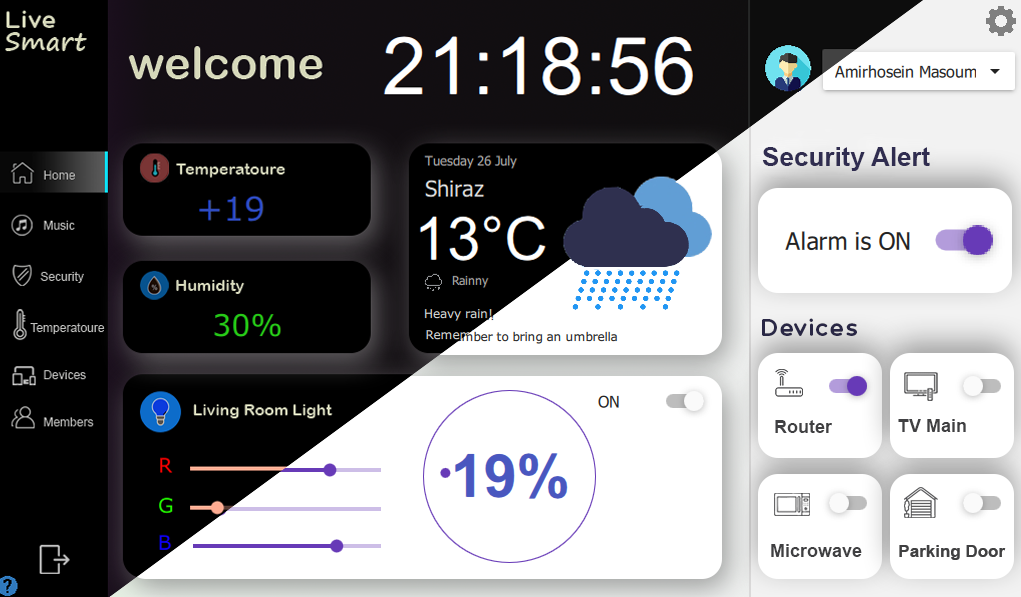 Live
Smart
welcome
21:18:56
Amirhosein Masoum
Home
Music
Security
Temperatoure
Devices
Members
?
Temperatoure
+19
Humidity
%
30%
Tuesday 26 July
Shiraz
13°C
Rainny
Heavy rain!
Remember to bring an umbrella
Living Room Light
R
G
B
19%
ON
Security Alert
Alarm is ON
Devices
Router
TV Main
Microwave
Parking Door